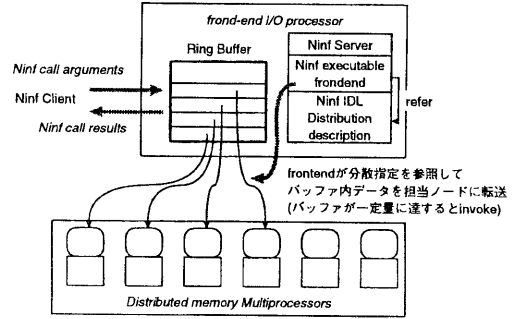 frond-end I/O processor
Ring Buffer
Ninf Server
Ninf executable
frondend
Ninf IDL
Distribution
description
refer
Ninf call arguments
Ninf Client
Ninf call results
frontendが分散指定を参照して
バッファ内データを担当ノードに転送
(バッファが一定量に達するとinvoke)
Distributed memory Multiprocessors